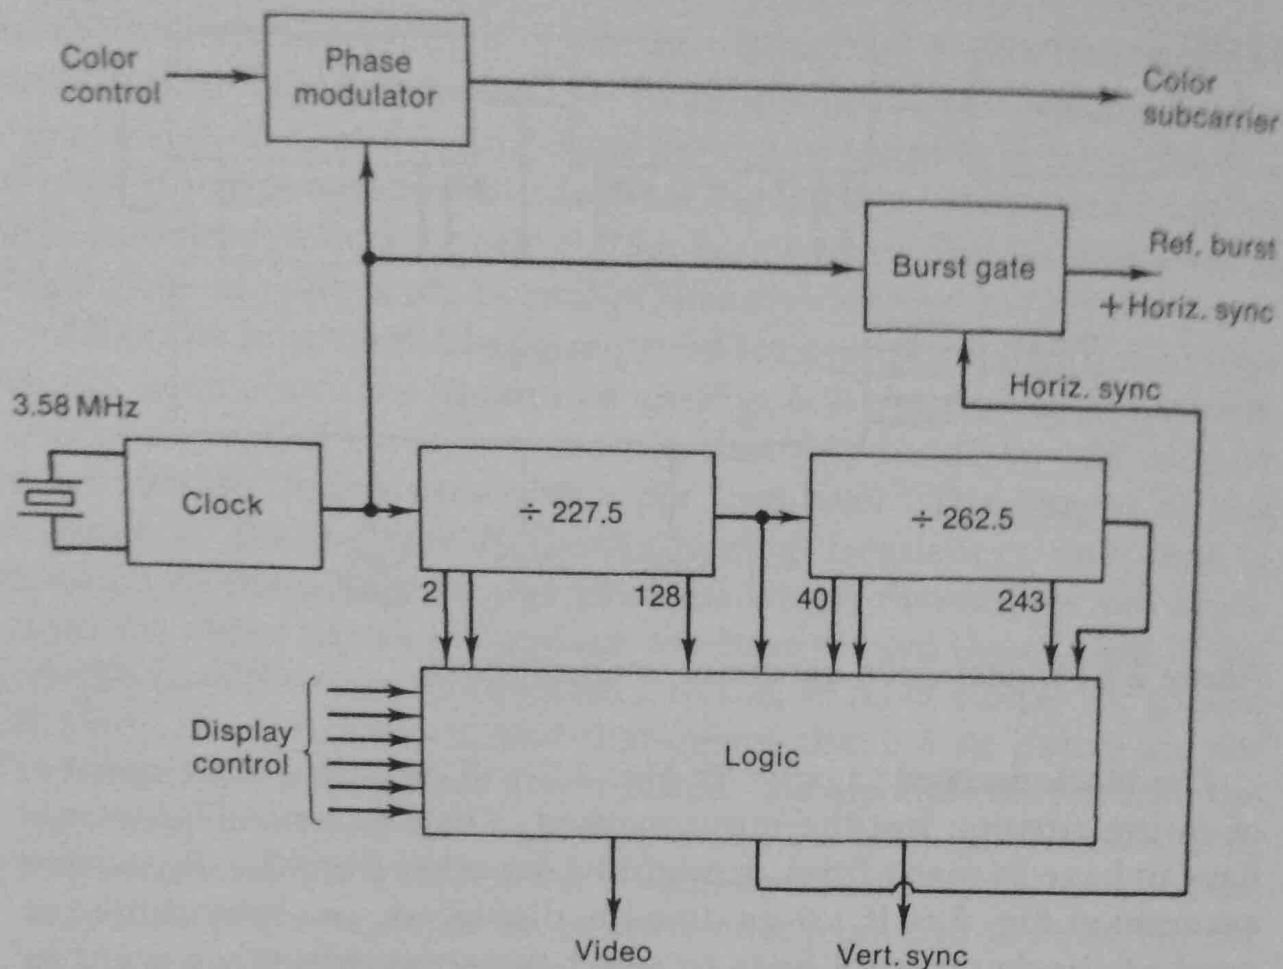 Color
control
Phase
modulator
Color
subcarrier
Burst gate
Ref. burst
+ Horiz. sync
Horiz. sync
3.58 MHz
Clock
÷ 227.5
÷ 262.5
2
128
40
243
Display
control
Logic
Video
Vert. sync